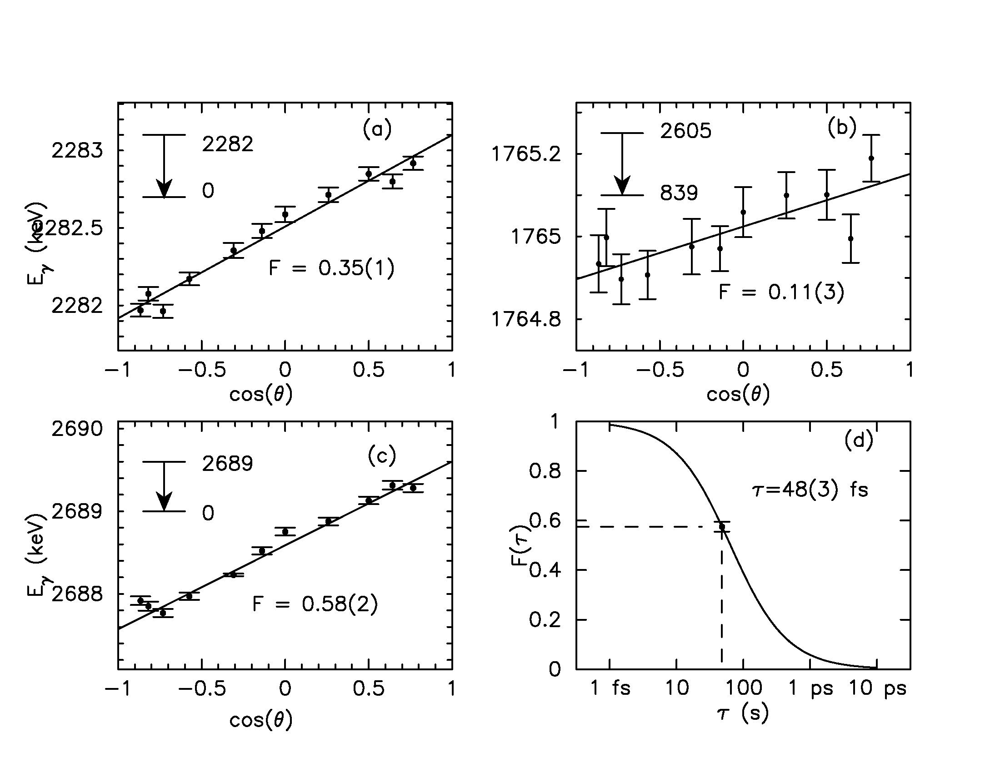 (a)
2282
0
2283
2282.5
2282
F = 0.35(1)
Eγ (keV)
−1 −0.5 0 0.5 1
cos(θ)
(b)
2605
839
1765.2
1765
1764.8
F = 0.11(3)
−1 −0.5 0 0.5 1
cos(θ)
(c)
2689
0
2690
2689
2688
F = 0.58(2)
Eγ (keV)
−1 −0.5 0 0.5 1
cos(θ)
(d)
τ=48(3) fs
1
0.8
0.6
0.4
0.2
0
F(τ)
1 fs 10 100 1 ps 10 ps
τ (s)